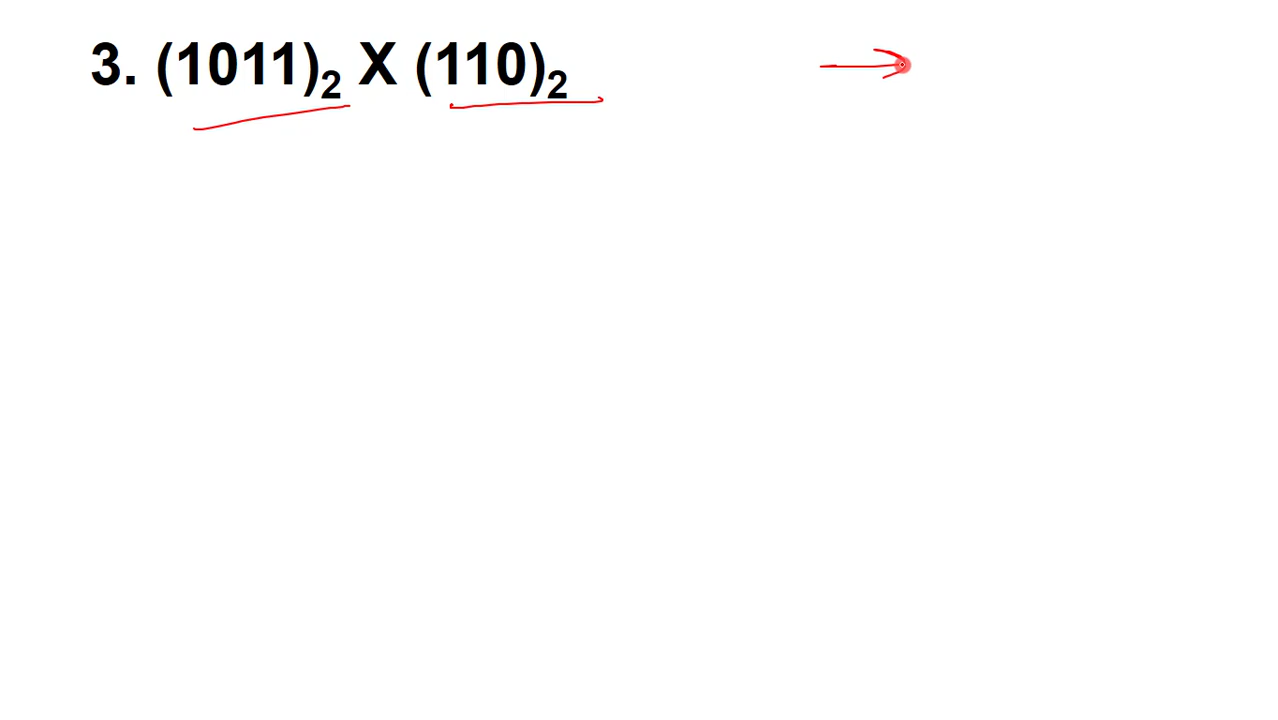 3. (1011)₂ X (110)₂